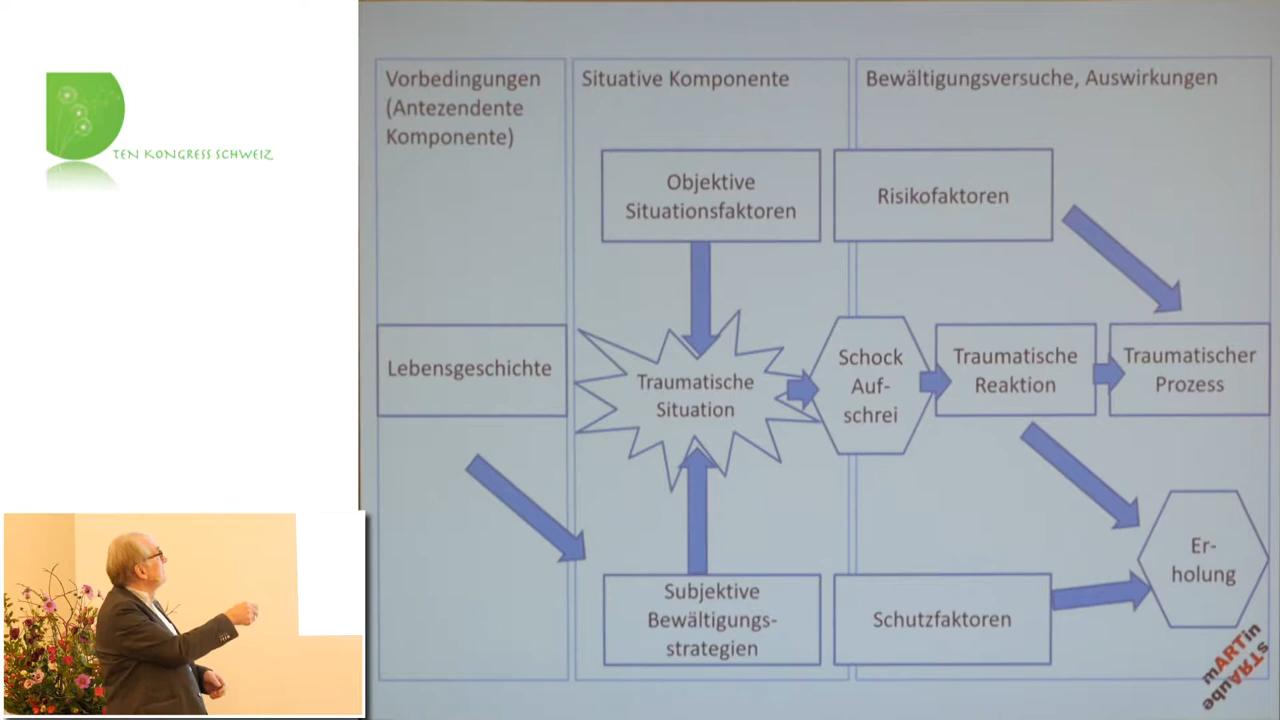 TEN KONGRESS SCHWEIZ
Vorbedingungen
(Antezendente
Komponente)
Situative Komponente
Bewältigungsversuche, Auswirkungen
Objektive
Situationsfaktoren
Risikofaktoren
Lebensgeschichte
Traumatische
Situation
Schock
Auf-
schrei
Traumatische
Reaktion
Traumatischer
Prozess
Er-
holung
Subjektive
Bewältigungs-
strategien
Schutzfaktoren
mARTin
sTRAube